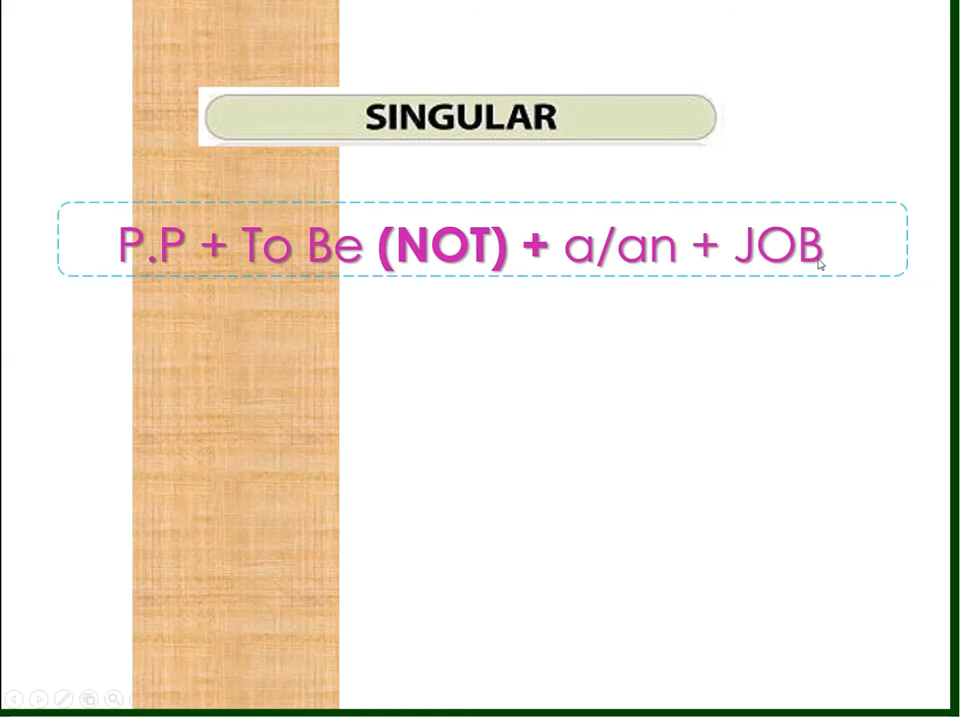 SINGULAR
P.P + To Be (NOT) + a/an + JOB